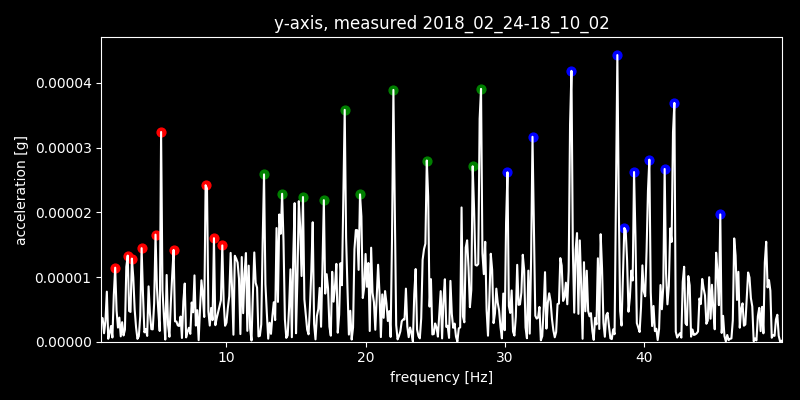 y-axis, measured 2018_02_24-18_10_02
0.00004
0.00003
0.00002
0.00001
0.00000
acceleration [g]
10 20 30 40
frequency [Hz]